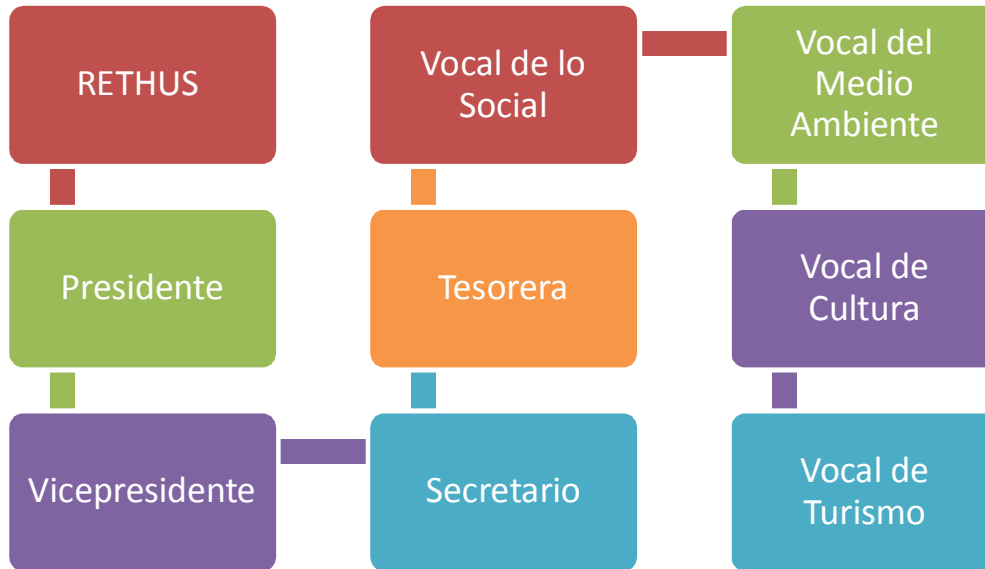 RETHUS
Presidente
Vicepresidente
Secretario
Tesorera
Vocal de lo
Social
Vocal del
Medio
Ambiente
Vocal de
Cultura
Vocal de
Turismo